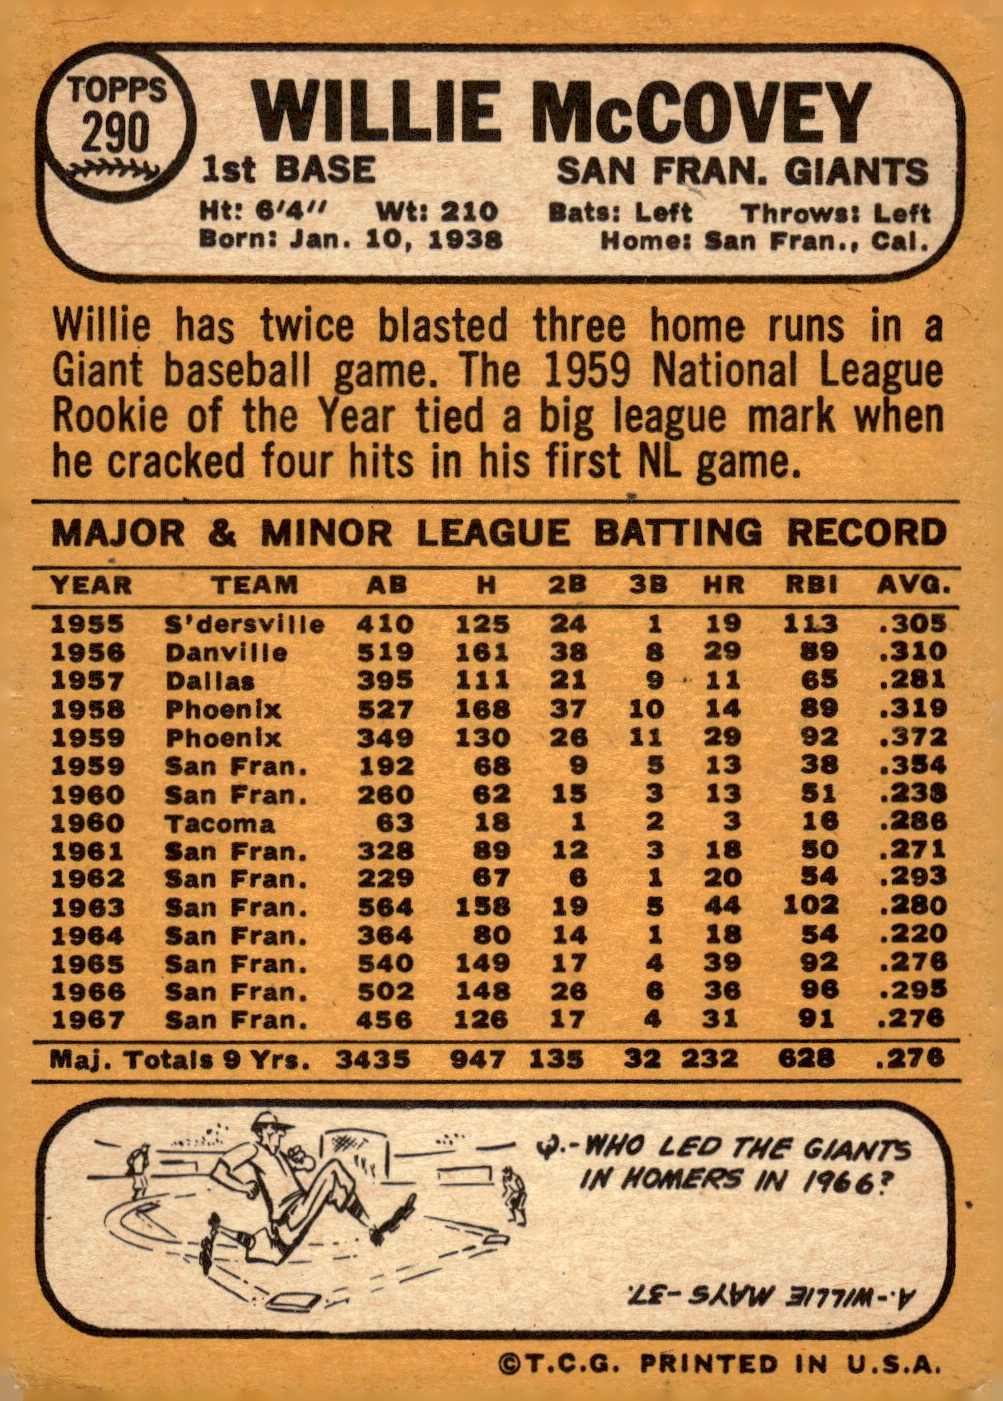 TOPPS
290
WILLIE McCOVEY
1st BASE SAN FRAN. GIANTS
Ht: 6'4" Wt: 210 Bats: Left Throws: Left
Born: Jan. 10, 1938 Home: San Fran., Cal.
Willie has twice blasted three home runs in a
Giant baseball game. The 1959 National League
Rookie of the Year tied a big league mark when
he cracked four hits in his first NL game.
MAJOR & MINOR LEAGUE BATTING RECORD
YEAR TEAM AB H 2B 3B HR RBI AVG.
1955 S'dersville 410 125 24 1 19 113 .305
1956 Danville 519 161 38 8 29 89 .310
1957 Dallas 395 111 21 9 11 65 .281
1958 Phoenix 527 168 37 10 14 89 .319
1959 Phoenix 349 130 26 11 29 92 .372
1959 San Fran. 192 68 9 5 13 38 .354
1960 San Fran. 260 62 15 3 13 51 .238
1960 Tacoma 63 18 1 2 3 16 .286
1961 San Fran. 328 89 12 3 18 50 .271
1962 San Fran. 229 67 6 1 20 54 .293
1963 San Fran. 564 158 19 5 44 102 .280
1964 San Fran. 364 80 14 1 18 54 .220
1965 San Fran. 540 149 17 4 39 92 .276
1966 San Fran. 502 148 26 6 36 96 .295
1967 San Fran. 456 126 17 4 31 91 .276
Maj. Totals 9 Yrs. 3435 947 135 32 232 628 .276
Q.-WHO LED THE GIANTS
IN HOMERS IN 1966?
A.-WILLIE MAYS -37.
©T.C.G. PRINTED IN U.S.A.